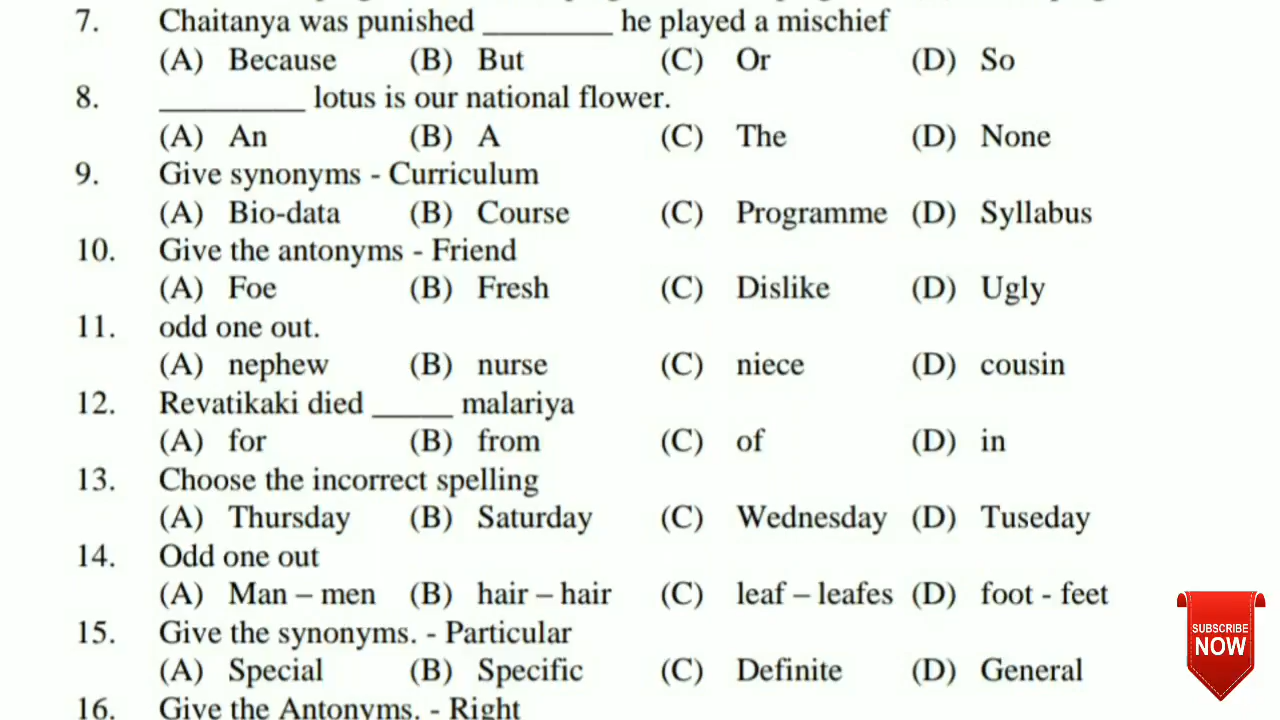 7. Chaitanya was punished ________ he played a mischief
(A) Because (B) But (C) Or (D) So
8. _________ lotus is our national flower.
(A) An (B) A (C) The (D) None
9. Give synonyms - Curriculum
(A) Bio-data (B) Course (C) Programme (D) Syllabus
10. Give the antonyms - Friend
(A) Foe (B) Fresh (C) Dislike (D) Ugly
11. odd one out.
(A) nephew (B) nurse (C) niece (D) cousin
12. Revatikaki died _____ malariya
(A) for (B) from (C) of (D) in
13. Choose the incorrect spelling
(A) Thursday (B) Saturday (C) Wednesday (D) Tuseday
14. Odd one out
(A) Man – men (B) hair – hair (C) leaf – leafes (D) foot - feet
15. Give the synonyms. - Particular
(A) Special (B) Specific (C) Definite (D) General
16. Give the Antonyms. - Right
SUBSCRIBE
NOW